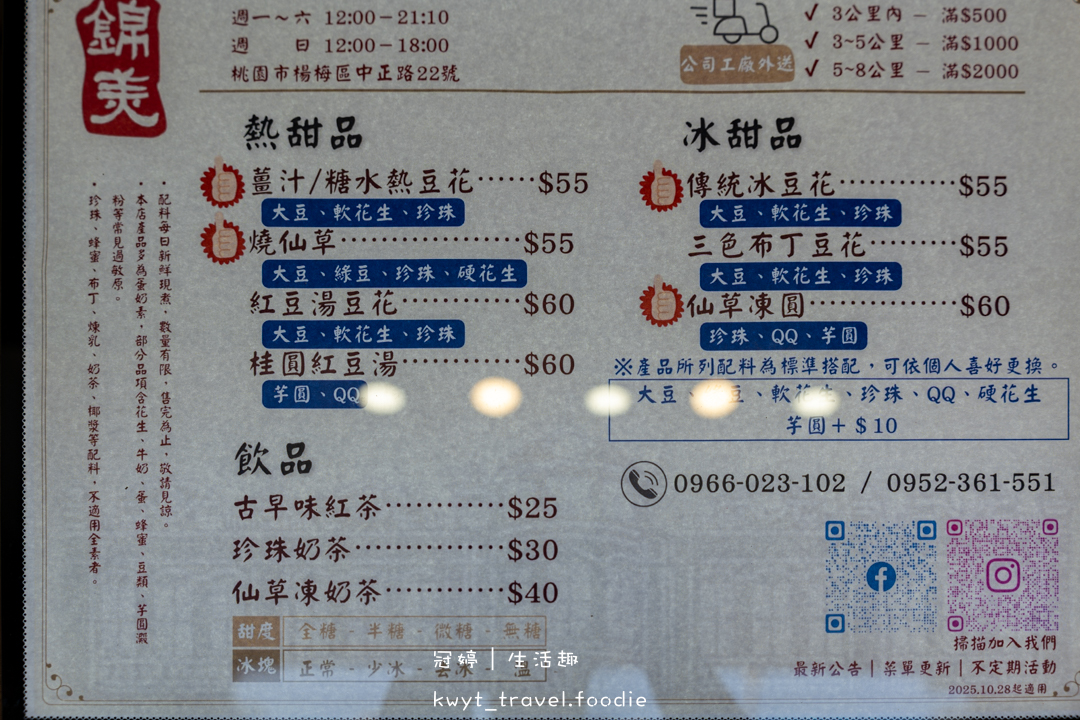 錦美
週一～六 12:00－21:10
週 日 12:00－18:00
桃園市楊梅區中正路22號
公司工廠外送
✓ 3公里內 － 滿$500
✓ 3~5公里 － 滿$1000
✓ 5~8公里 － 滿$2000
・配料每日新鮮現煮，數量有限，售完為止，敬請見諒。
・本店產品多為蛋奶素，部分品項含花生、牛奶、蛋、蜂蜜、豆類、芋圓澱
粉等常見過敏原。
・珍珠、蜂蜜、布丁、煉乳、奶茶、椰漿等配料，不適用全素者。
熱甜品
薑汁/糖水熱豆花······$55
大豆、軟花生、珍珠
燒仙草··················$55
大豆、綠豆、珍珠、硬花生
紅豆湯豆花············$60
大豆、軟花生、珍珠
桂圓紅豆湯············$60
芋圓、QQ
飲品
古早味紅茶············$25
珍珠奶茶···············$30
仙草凍奶茶············$40
甜度 全糖 - 半糖 - 微糖 - 無糖
冰塊 正常 - 少冰 - 去冰 - 溫
冰甜品
傳統冰豆花············$55
大豆、軟花生、珍珠
三色布丁豆花·········$55
大豆、軟花生、珍珠
仙草凍圓···············$60
珍珠、QQ、芋圓
※產品所列配料為標準搭配，可依個人喜好更換。
大豆、豆、軟花生、珍珠、QQ、硬花生
芋圓＋$10
0966-023-102 / 0952-361-551
掃描加入我們
最新公告｜菜單更新｜不定期活動
2025.10.28起適用
冠婷｜生活趣
kwyt_travel.foodie